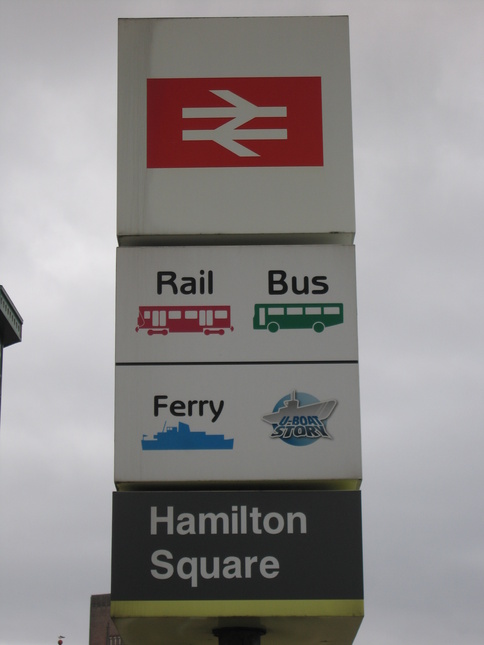 Rail Bus
Ferry
U-BOAT
STORY
Hamilton
Square